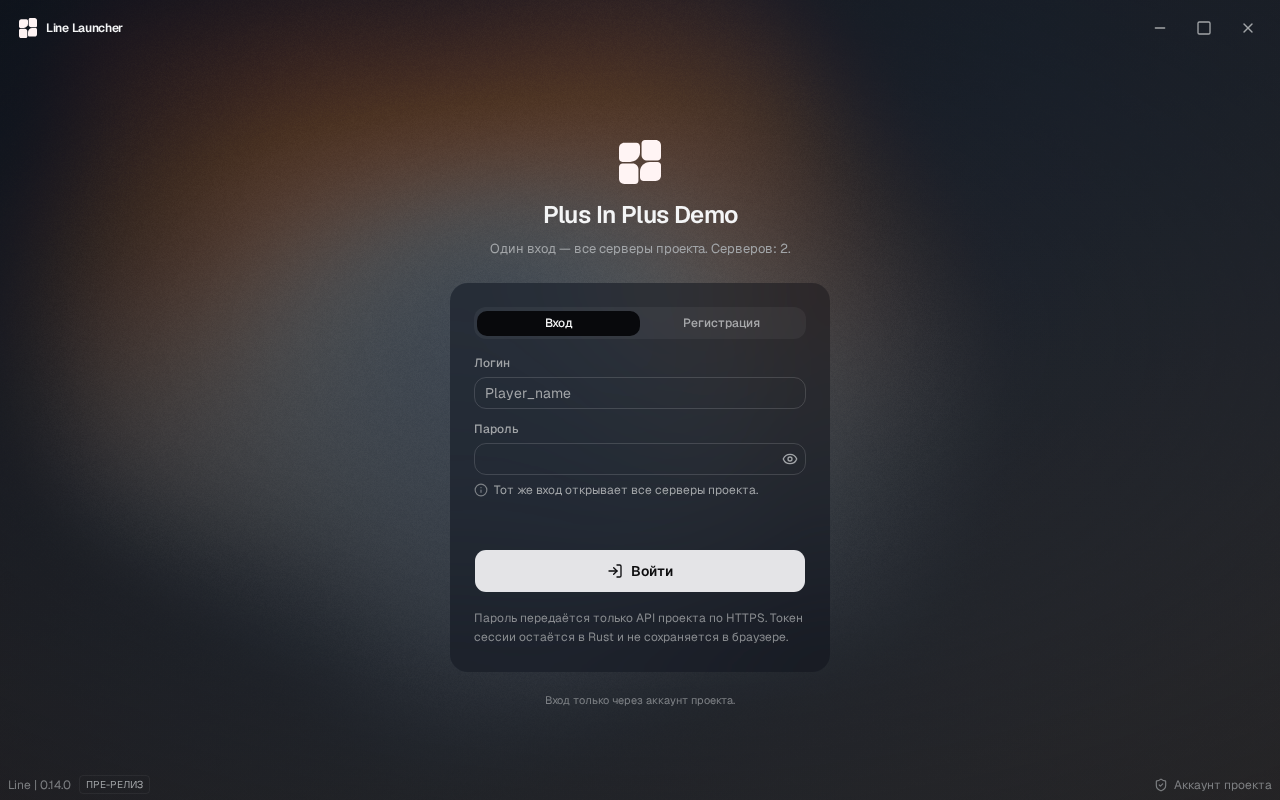 Line Launcher
Plus In Plus Demo
Один вход — все серверы проекта. Серверов: 2.
Вход
Регистрация
Логин
Player_name
Пароль
Тот же вход открывает все серверы проекта.
Войти
Пароль передаётся только API проекта по HTTPS. Токен
сессии остаётся в Rust и не сохраняется в браузере.
Вход только через аккаунт проекта.
Line | 0.14.0
ПРЕ-РЕЛИЗ
Аккаунт проекта